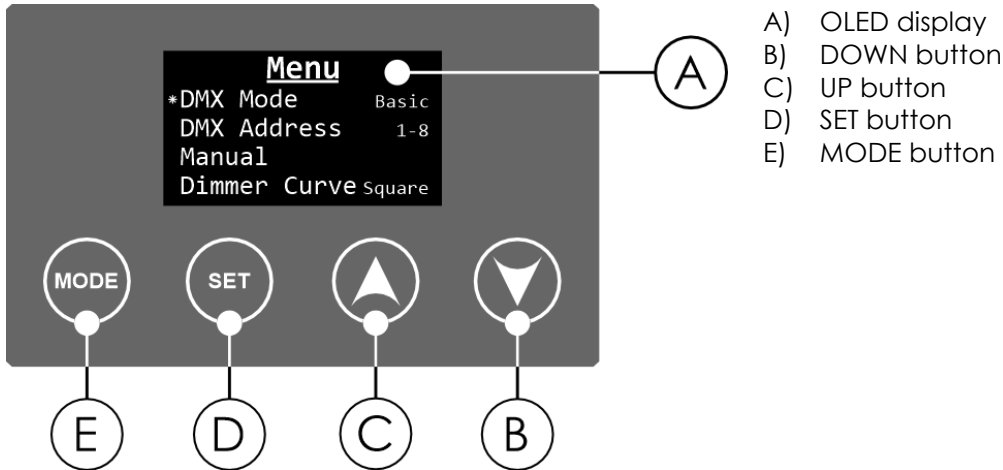 Menu
*DMX Mode Basic
DMX Address 1-8
Manual
Dimmer Curve Square
MODE SET
A
E D C B
A) OLED display
B) DOWN button
C) UP button
D) SET button
E) MODE button